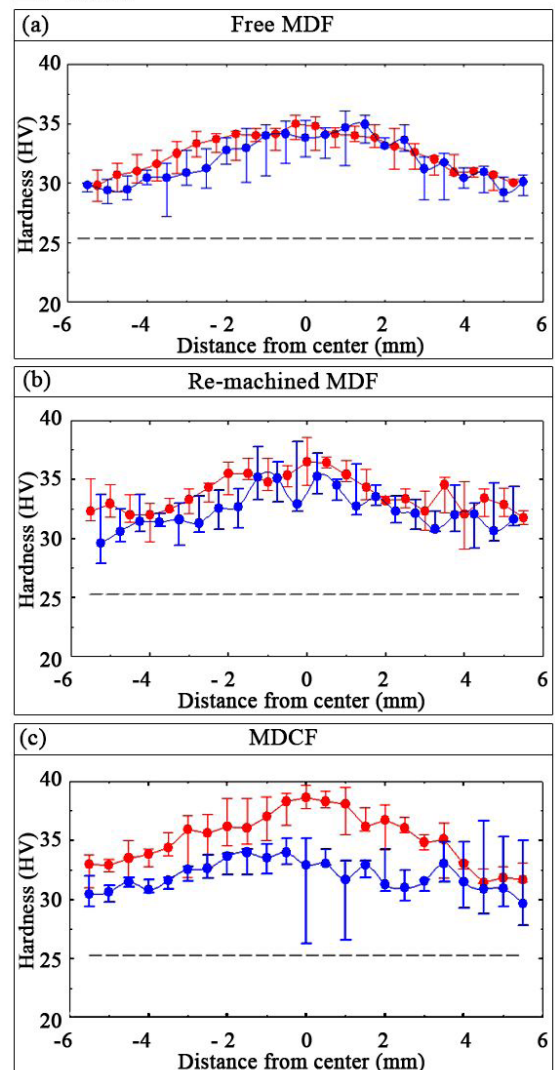 (a) Free MDF
40
35
30
25
20
Hardness (HV)
-6 -4 -2 0 2 4 6
Distance from center (mm)
(b) Re-machined MDF
40
35
30
25
20
Hardness (HV)
-6 -4 -2 0 2 4 6
Distance from center (mm)
(c) MDCF
40
35
30
25
20
Hardness (HV)
-6 -4 -2 0 2 4 6
Distance from center (mm)